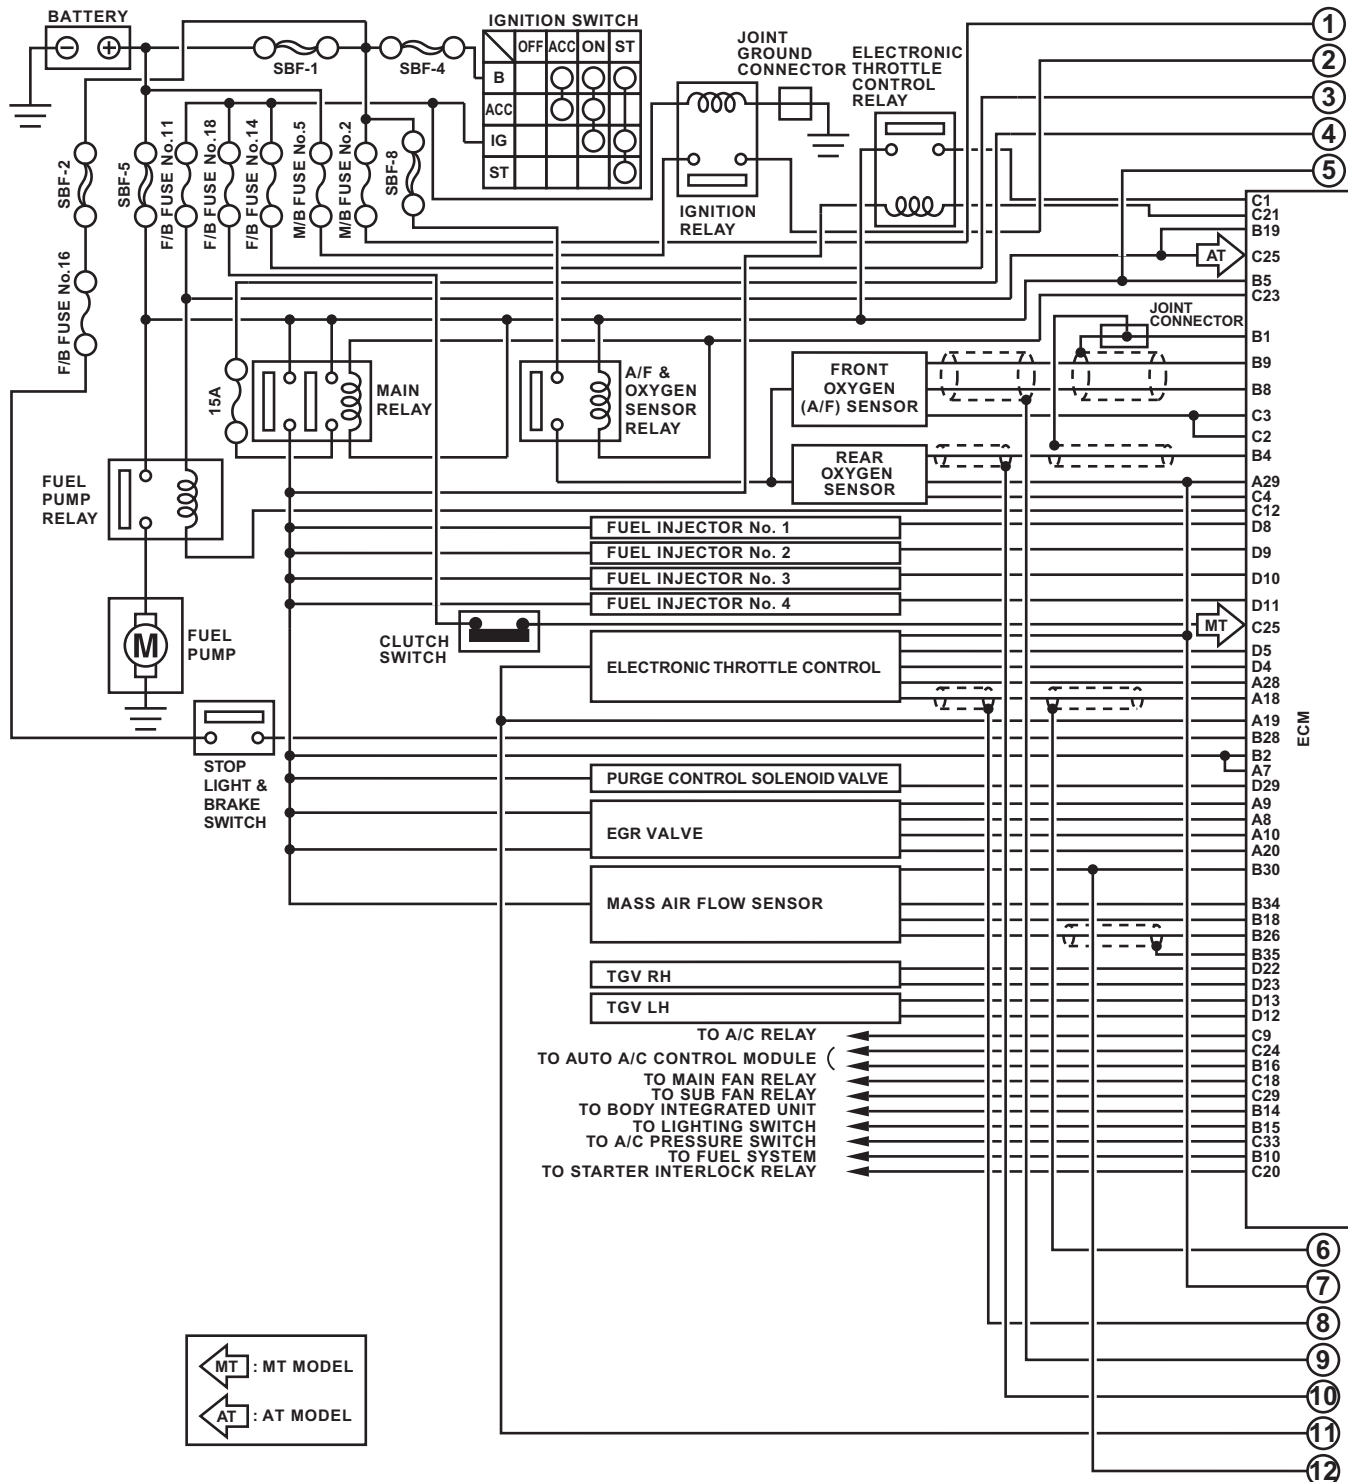 BATTERY
IGNITION SWITCH
OFF ACC ON ST
B
ACC
IG
ST
SBF-1
SBF-4
JOINT
GROUND
CONNECTOR
ELECTRONIC
THROTTLE
CONTROL
RELAY
1
2
3
4
5
SBF-2
SBF-5
F/B FUSE No.11
F/B FUSE No.18
F/B FUSE No.14
M/B FUSE No.5
M/B FUSE No.2
SBF-8
F/B FUSE No.16
IGNITION
RELAY
C1
C21
B19
AT
C25
B5
C23
JOINT
CONNECTOR
B1
15A
MAIN
RELAY
A/F &
OXYGEN
SENSOR
RELAY
FRONT
OXYGEN
(A/F) SENSOR
B9
B8
C3
C2
REAR
OXYGEN
SENSOR
B4
A29
C4
C12
FUEL
PUMP
RELAY
FUEL INJECTOR No. 1
D8
FUEL INJECTOR No. 2
D9
FUEL INJECTOR No. 3
D10
FUEL INJECTOR No. 4
D11
MT
C25
CLUTCH
SWITCH
M
FUEL
PUMP
ELECTRONIC THROTTLE CONTROL
D5
D4
A28
A18
A19
B28
B2
A7
D29
ECM
STOP
LIGHT &
BRAKE
SWITCH
PURGE CONTROL SOLENOID VALVE
EGR VALVE
A9
A8
A10
A20
B30
MASS AIR FLOW SENSOR
B34
B18
B26
B35
TGV RH
D22
D23
TGV LH
D13
D12
TO A/C RELAY
C9
TO AUTO A/C CONTROL MODULE (
C24
B16
TO MAIN FAN RELAY
C18
TO SUB FAN RELAY
C29
TO BODY INTEGRATED UNIT
B14
TO LIGHTING SWITCH
B15
TO A/C PRESSURE SWITCH
C33
TO FUEL SYSTEM
B10
TO STARTER INTERLOCK RELAY
C20
6
7
8
9
10
11
12
MT : MT MODEL
AT : AT MODEL